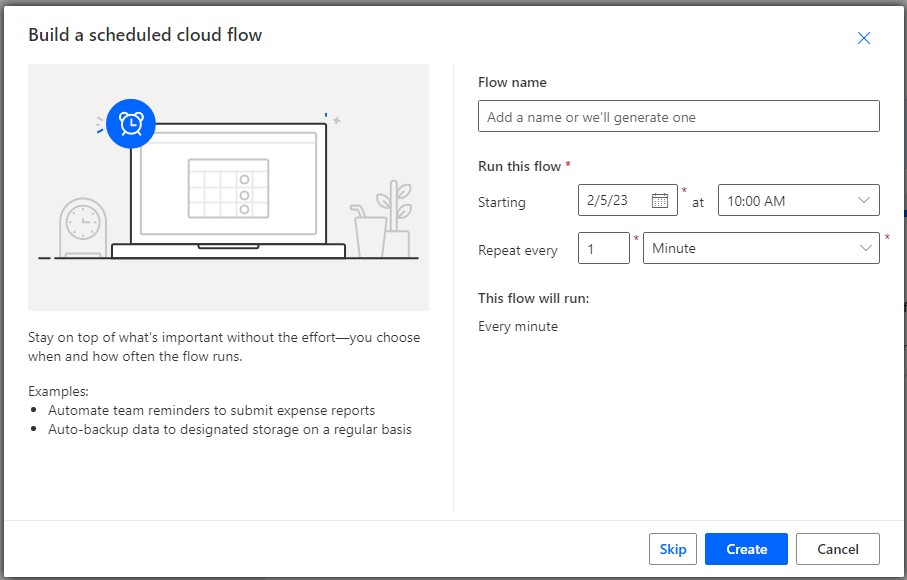 Build a scheduled cloud flow
Stay on top of what's important without the effort—you choose
when and how often the flow runs.
Examples:
Automate team reminders to submit expense reports
Auto-backup data to designated storage on a regular basis
Flow name
Add a name or we'll generate one
Run this flow *
Starting 2/5/23 * at 10:00 AM
Repeat every 1 * Minute *
This flow will run:
Every minute
Skip Create Cancel